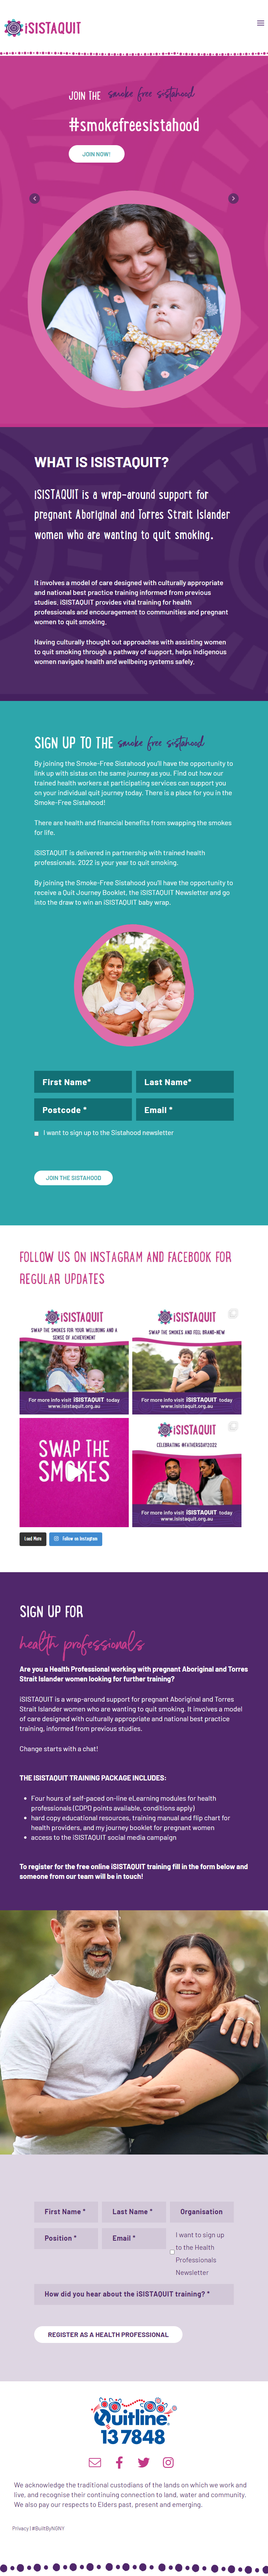 iSISTAQUIT
JOIN THE smoke free sistahood
#smokefreesistahood
JOIN NOW!
WHAT IS ISISTAQUIT?
iSISTAQUIT is a wrap-around support for
pregnant Aboriginal and Torres Strait Islander
women who are wanting to quit smoking.
It involves a model of care designed with culturally appropriate
and national best practice training informed from previous
studies. iSISTAQUIT provides vital training for health
professionals and encouragement to communities and pregnant
women to quit smoking.
Having culturally thought out approaches with assisting women
to quit smoking through a pathway of support, helps Indigenous
women navigate health and wellbeing systems safely.
SIGN UP TO THE smoke free sistahood
By joining the Smoke-Free Sistahood you'll have the opportunity to
link up with sistas on the same journey as you. Find out how our
trained health workers at participating services can support you
on your individual quit journey today. There is a place for you in the
Smoke-Free Sistahood!
There are health and financial benefits from swapping the smokes
for life.
iSISTAQUIT is delivered in partnership with trained health
professionals. 2022 is your year to quit smoking.
By joining the Smoke-Free Sistahood you'll have the opportunity to
receive a Quit Journey Booklet, the iSISTAQUIT Newsletter and go
into the draw to win an iSISTAQUIT baby wrap.
First Name*
Last Name*
Postcode *
Email *
I want to sign up to the Sistahood newsletter
JOIN THE SISTAHOOD
FOLLOW US ON INSTAGRAM AND FACEBOOK FOR
REGULAR UPDATES
iSISTAQUIT
SWAP THE SMOKES FOR YOUR WELLBEING AND A
SENSE OF ACHIEVEMENT
For more info visit iSISTAQUIT today
www.isistaquit.org.au
iSISTAQUIT
SWAP THE SMOKES AND FEEL BRAND-NEW
For more info visit iSISTAQUIT today
www.isistaquit.org.au
SWAP THE
SMOKES
iSISTAQUIT
CELEBRATING #FATHERSDAY2022
For more info visit iSISTAQUIT today
www.isistaquit.org.au
Load More
Follow on Instagram
SIGN UP FOR
health professionals
Are you a Health Professional working with pregnant Aboriginal and Torres
Strait Islander women looking for further training?
iSISTAQUIT is a wrap-around support for pregnant Aboriginal and Torres
Strait Islander women who are wanting to quit smoking. It involves a model
of care designed with culturally appropriate and national best practice
training, informed from previous studies.
Change starts with a chat!
THE ISISTAQUIT TRAINING PACKAGE INCLUDES:
Four hours of self-paced on-line eLearning modules for health
professionals (CDPD points available, conditions apply)
hard copy educational resources, training manual and flip chart for
health providers, and my journey booklet for pregnant women
access to the iSISTAQUIT social media campaign
To register for the free online iSISTAQUIT training fill in the form below and
someone from our team will be in touch!
First Name *
Last Name *
Organisation
Position *
Email *
I want to sign up
to the Health
Professionals
Newsletter
How did you hear about the iSISTAQUIT training? *
REGISTER AS A HEALTH PROFESSIONAL
Quitline
13 7848
We acknowledge the traditional custodians of the lands on which we work and
live, and recognise their continuing connection to land, water and community.
We also pay our respects to Elders past, present and emerging.
Privacy | #BuiltByNGNY